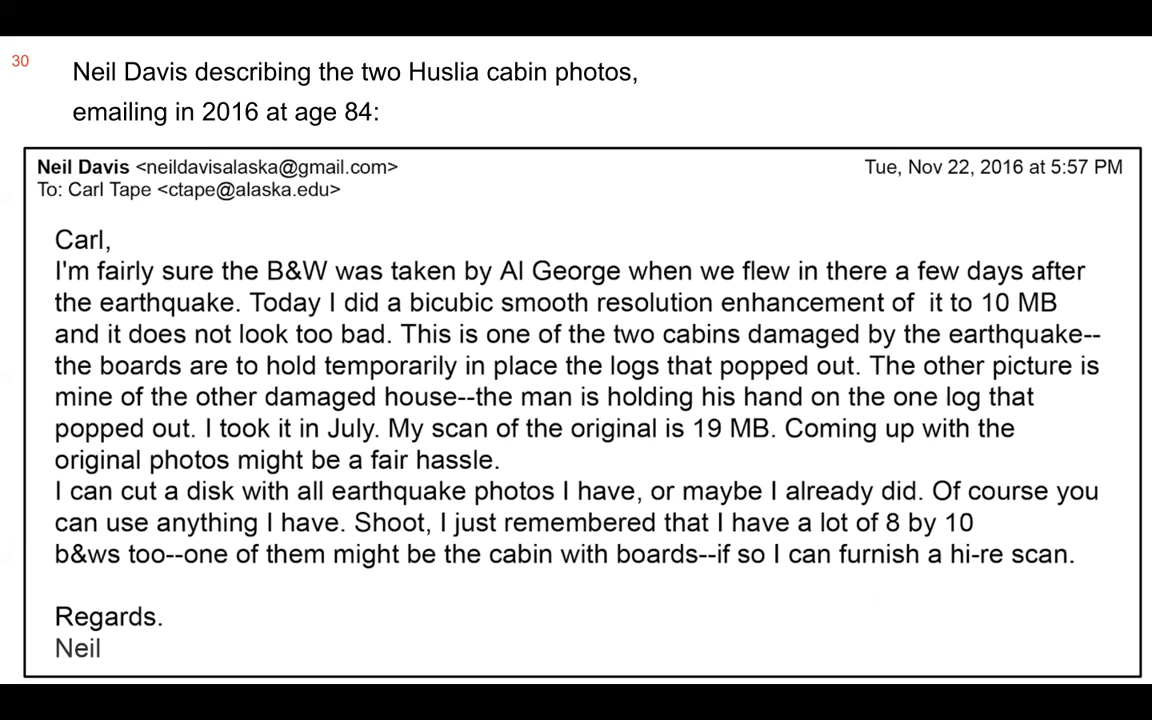 30
Neil Davis describing the two Huslia cabin photos,
emailing in 2016 at age 84:
Neil Davis <neildavisalaska@gmail.com> Tue, Nov 22, 2016 at 5:57 PM
To: Carl Tape <ctape@alaska.edu>
Carl,
I'm fairly sure the B&W was taken by Al George when we flew in there a few days after
the earthquake. Today I did a bicubic smooth resolution enhancement of  it to 10 MB
and it does not look too bad. This is one of the two cabins damaged by the earthquake--
the boards are to hold temporarily in place the logs that popped out. The other picture is
mine of the other damaged house--the man is holding his hand on the one log that
popped out. I took it in July. My scan of the original is 19 MB. Coming up with the
original photos might be a fair hassle.
I can cut a disk with all earthquake photos I have, or maybe I already did. Of course you
can use anything I have. Shoot, I just remembered that I have a lot of 8 by 10
b&ws too--one of them might be the cabin with boards--if so I can furnish a hi-re scan.
Regards.
Neil